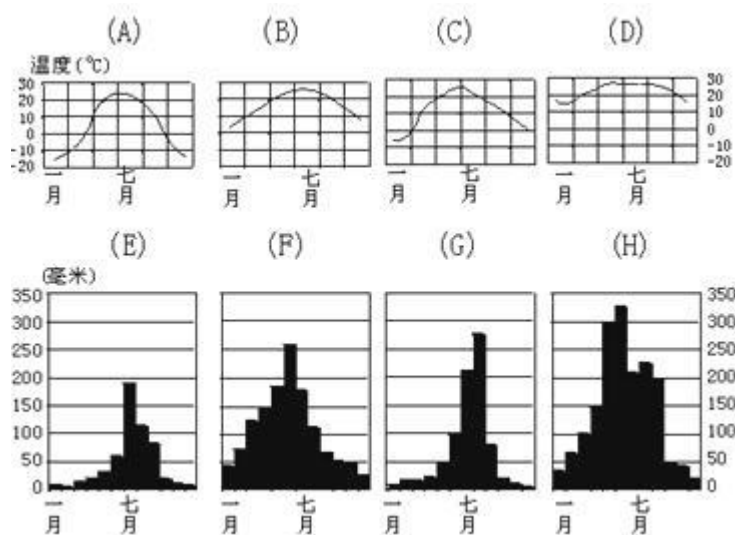 (A) (B) (C) (D)
温度(℃)
30 30
20 20
10 10
0 0
-10 -10
-20 -20
一月 七月 一月 七月 一月 七月 一月 七月
(E) (F) (G) (H)
(毫米)
350 350
300 300
250 250
200 200
150 150
100 100
50 50
0 0
一月 七月 一月 七月 一月 七月 一月 七月